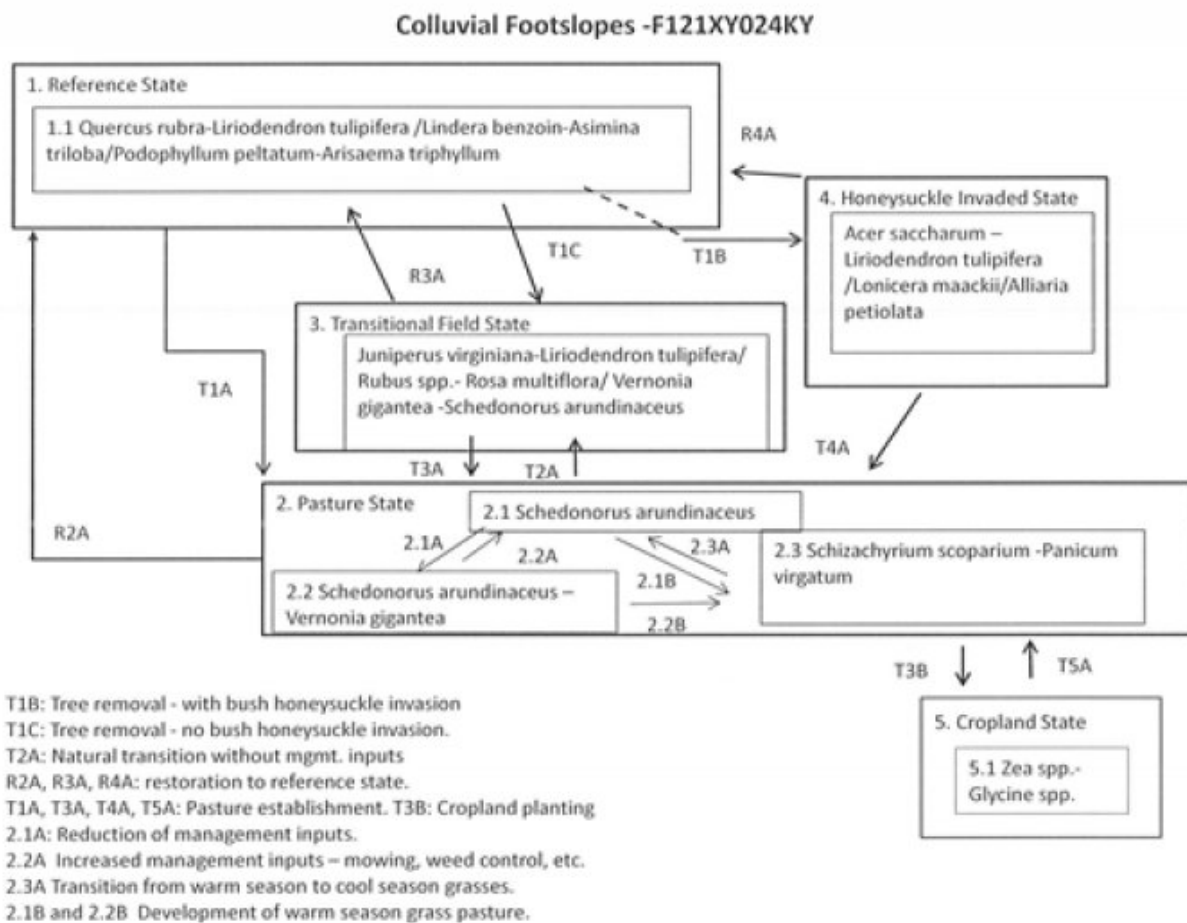 Colluvial Footslopes -F121XY024KY
1. Reference State
1.1 Quercus rubra-Liriodendron tulipifera /Lindera benzoin-Asimina
triloba/Podophyllum peltatum-Arisaema triphyllum
R4A
4. Honeysuckle Invaded State
Acer saccharum –
Liriodendron tulipifera
/Lonicera maackii/Alliaria
petiolata
T1C
T1B
R3A
3. Transitional Field State
Juniperus virginiana-Liriodendron tulipifera/
Rubus spp.- Rosa multiflora/ Vernonia
gigantea -Schedonorus arundinaceus
T1A
T3A
T2A
T4A
R2A
2. Pasture State
2.1 Schedonorus arundinaceus
2.1A
2.2A
2.3A
2.1B
2.3 Schizachyrium scoparium -Panicum
virgatum
2.2 Schedonorus arundinaceus –
Vernonia gigantea
2.2B
T3B
T5A
5. Cropland State
5.1 Zea spp.-
Glycine spp.
T1B: Tree removal - with bush honeysuckle invasion
T1C: Tree removal - no bush honeysuckle invasion.
T2A: Natural transition without mgmt. inputs
R2A, R3A, R4A: restoration to reference state.
T1A, T3A, T4A, T5A: Pasture establishment. T3B: Cropland planting
2.1A: Reduction of management inputs.
2.2A  Increased management inputs – mowing, weed control, etc.
2.3A Transition from warm season to cool season grasses.
2.1B and 2.2B  Development of warm season grass pasture.